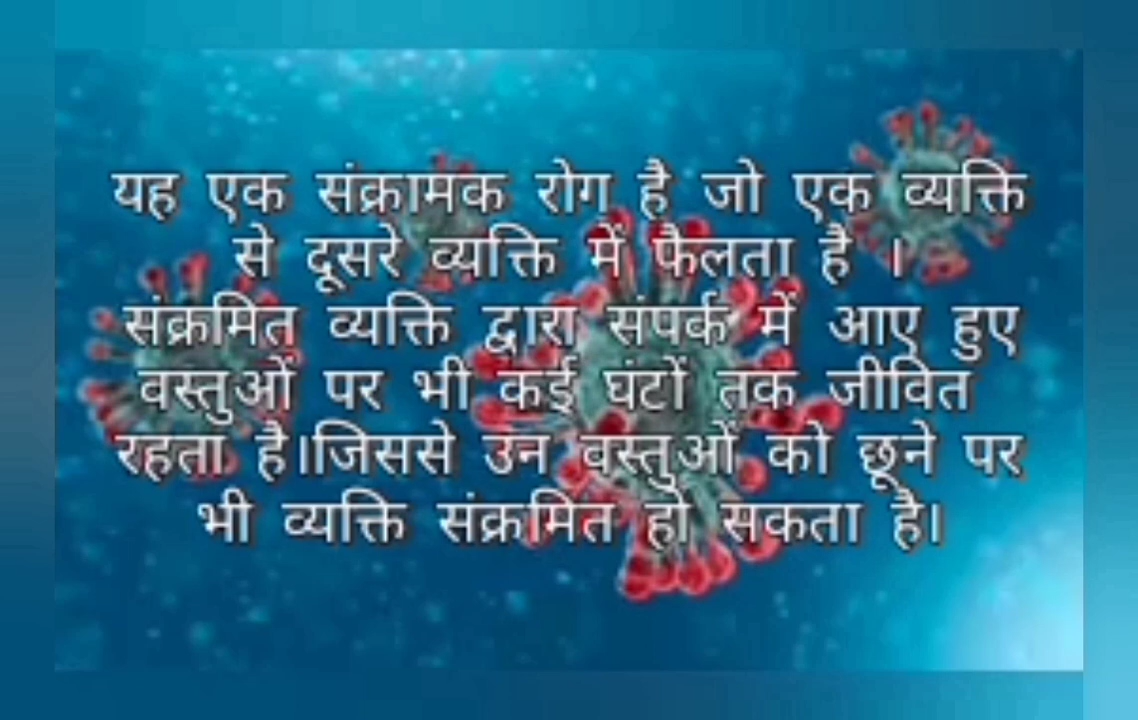 यह एक संक्रामक रोग है जो एक व्यक्ति
से दूसरे व्यक्ति में फैलता है ।
संक्रमित व्यक्ति द्वारा संपर्क में आए हुए
वस्तुओं पर भी कई घंटों तक जीवित
रहता है।जिससे उन वस्तुओं को छूने पर
भी व्यक्ति संक्रमित हो सकता है।